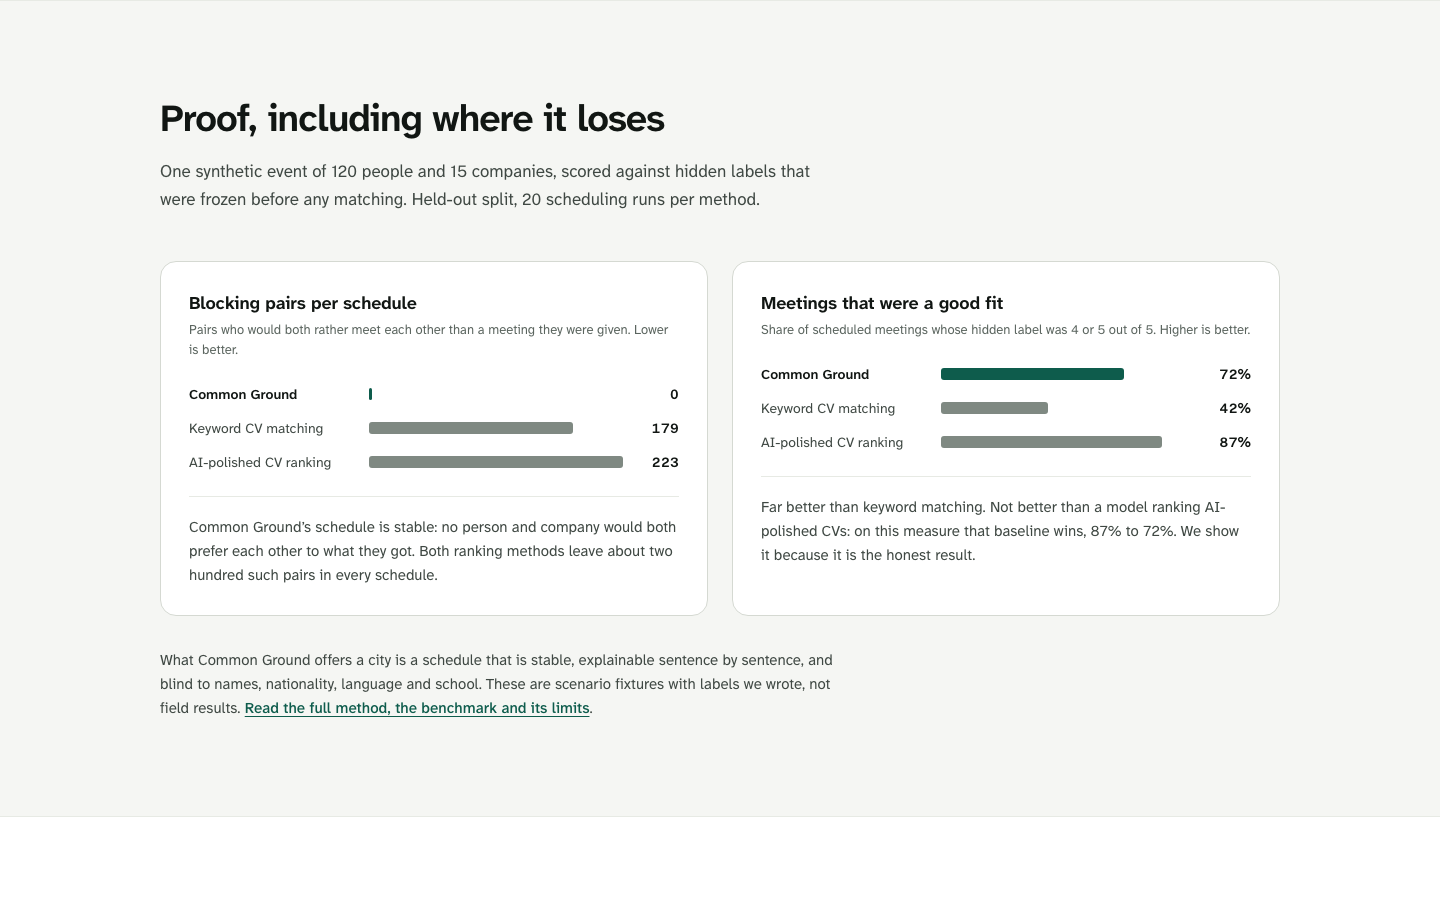 Proof, including where it loses
One synthetic event of 120 people and 15 companies, scored against hidden labels that
were frozen before any matching. Held-out split, 20 scheduling runs per method.
Blocking pairs per schedule
Pairs who would both rather meet each other than a meeting they were given. Lower
is better.
Common Ground 0
Keyword CV matching 179
AI-polished CV ranking 223
Common Ground’s schedule is stable: no person and company would both
prefer each other to what they got. Both ranking methods leave about two
hundred such pairs in every schedule.
Meetings that were a good fit
Share of scheduled meetings whose hidden label was 4 or 5 out of 5. Higher is better.
Common Ground 72%
Keyword CV matching 42%
AI-polished CV ranking 87%
Far better than keyword matching. Not better than a model ranking AI-
polished CVs: on this measure that baseline wins, 87% to 72%. We show
it because it is the honest result.
What Common Ground offers a city is a schedule that is stable, explainable sentence by sentence, and
blind to names, nationality, language and school. These are scenario fixtures with labels we wrote, not
field results. Read the full method, the benchmark and its limits.